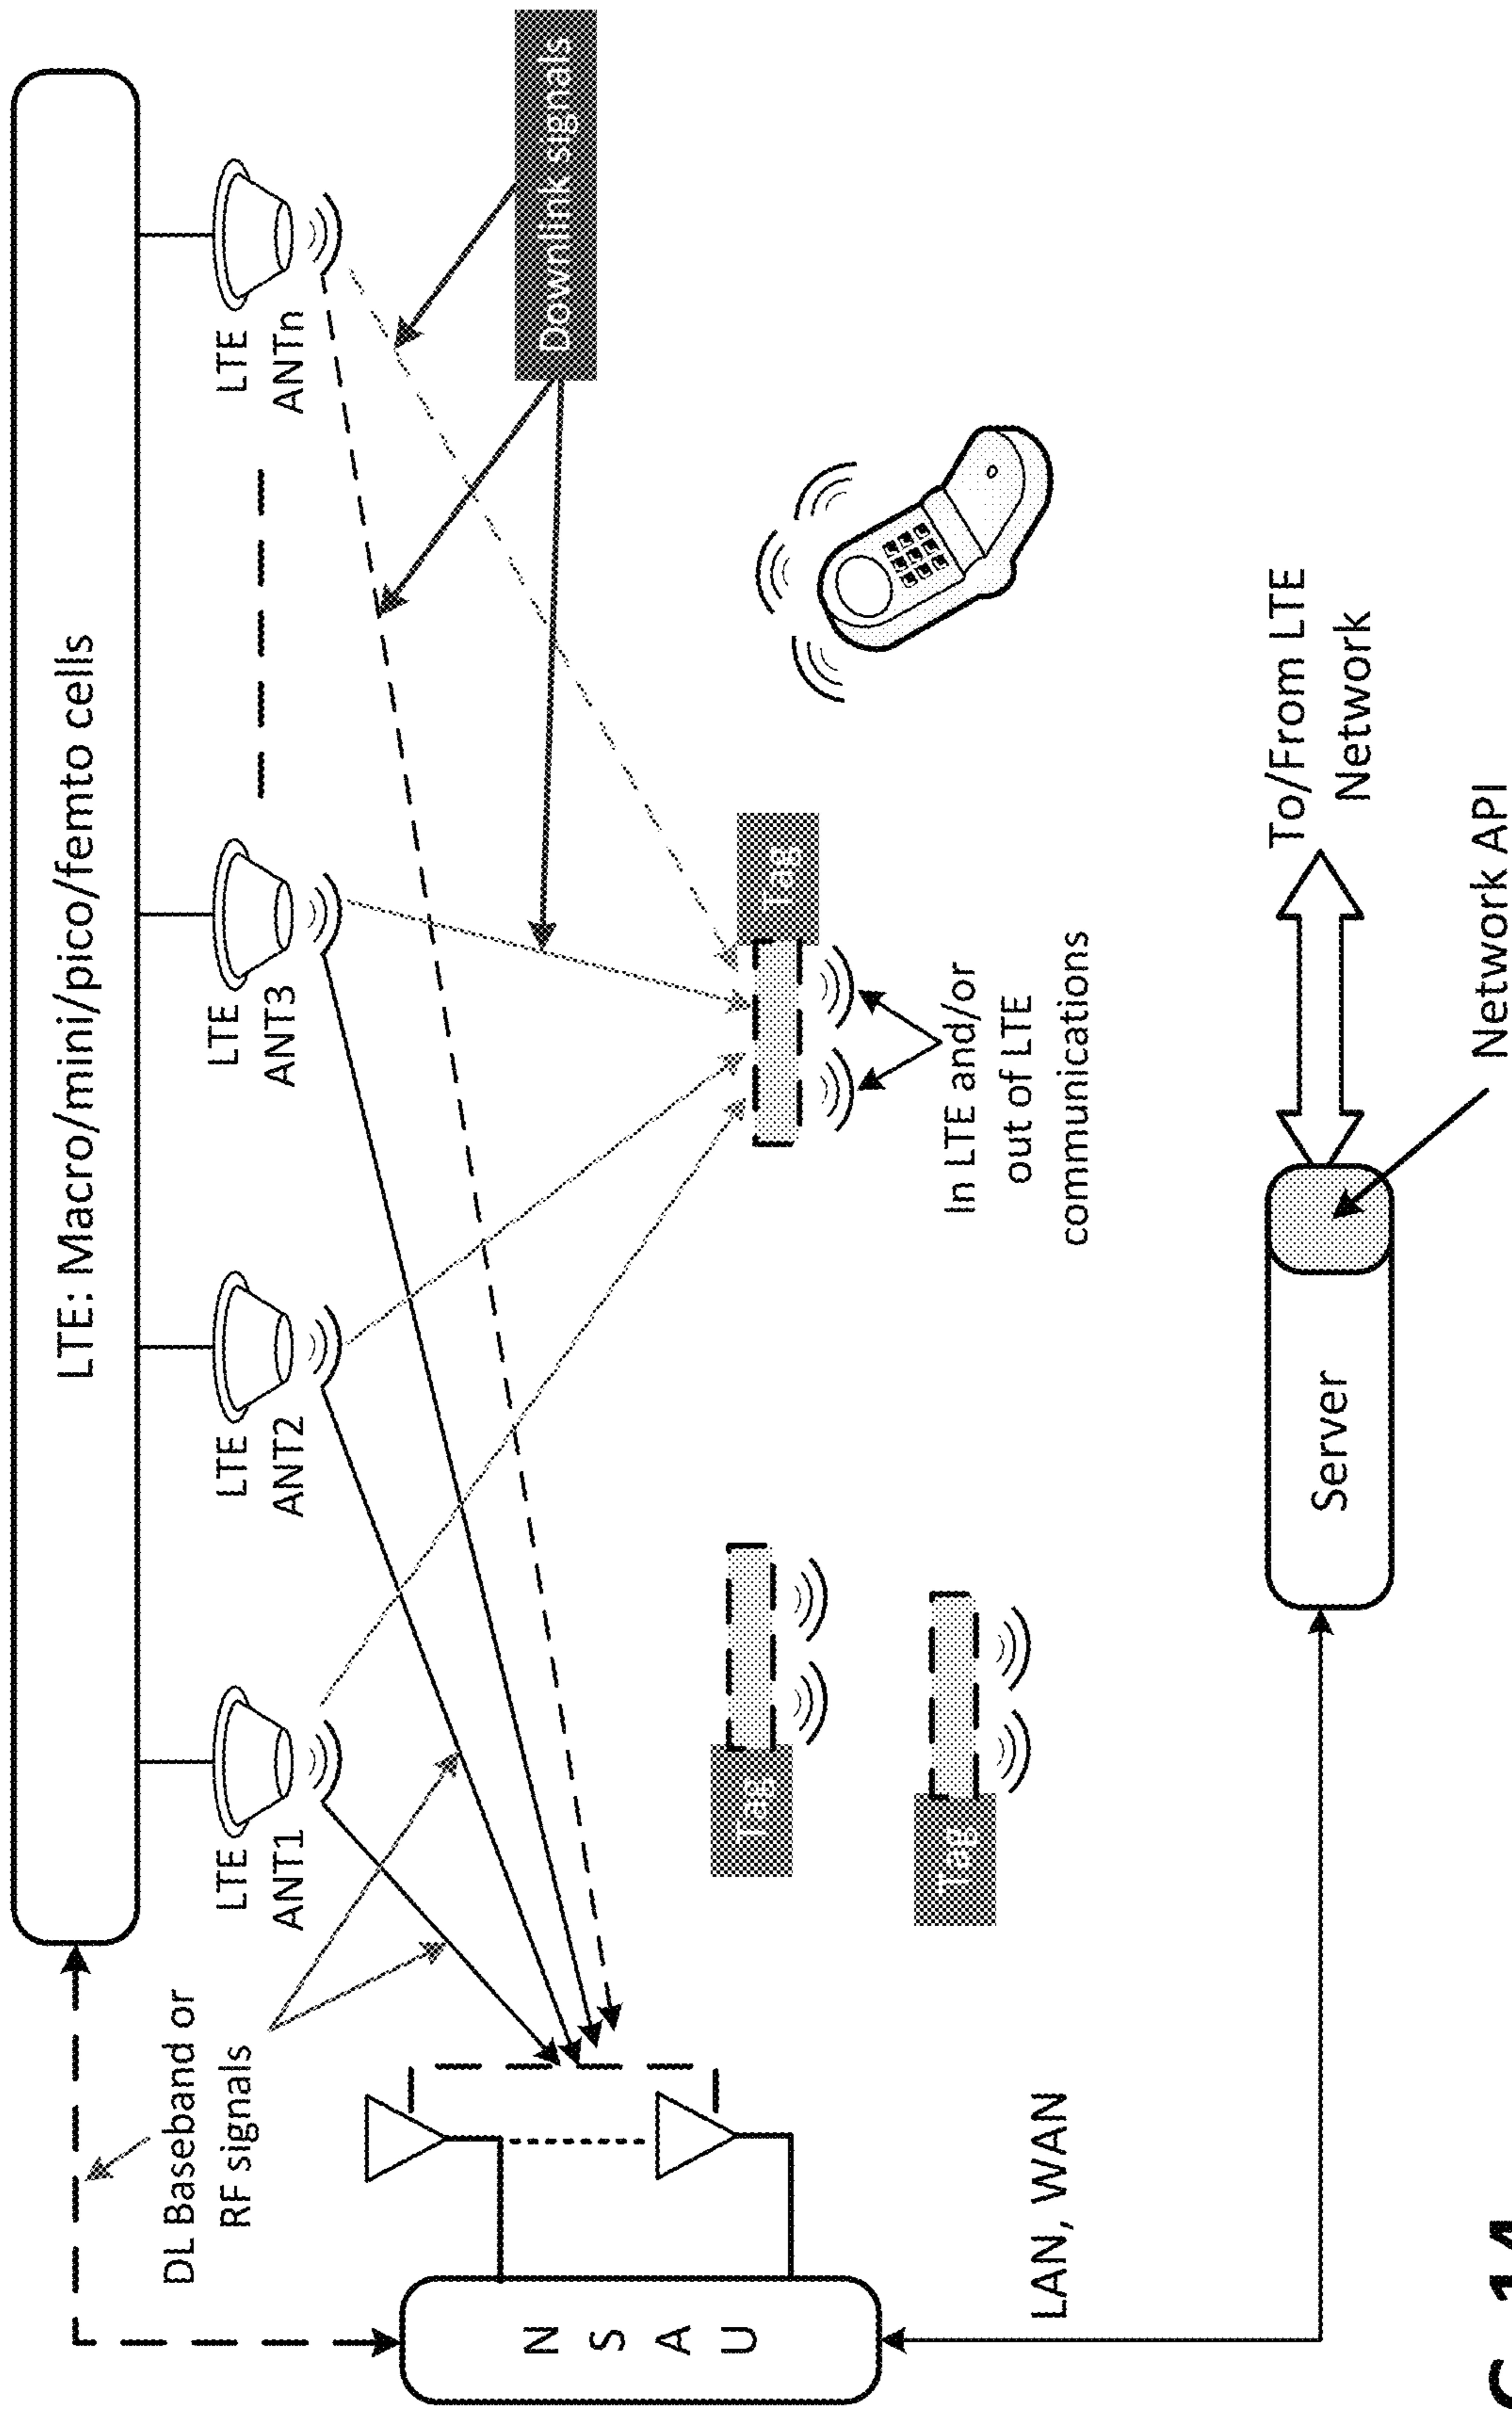 LTE: Macro/mini/pico/femto cells
DL Baseband or
RF signals
LTE
ANT1
LTE
ANT2
LTE
ANT3
LTE
ANTn
Downlink signals
N
S
A
U
Tag
Tag
Tag
In LTE and/or
out of LTE
communications
LAN, WAN
Server
To/From LTE
Network
Network API